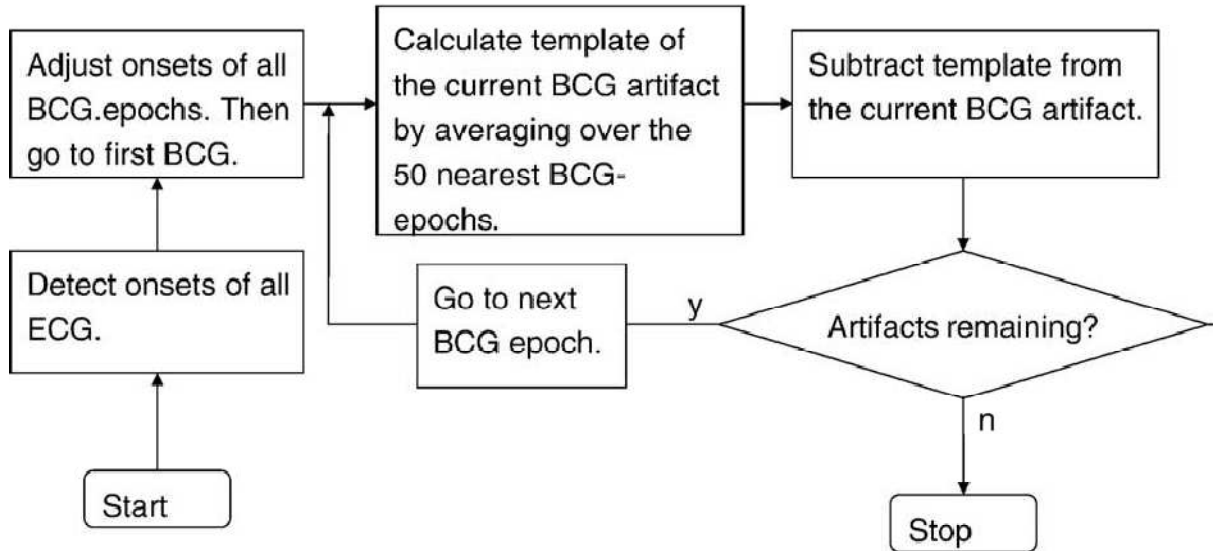 Adjust onsets of all
BCG.epochs. Then
go to first BCG.
Calculate template of
the current BCG artifact
by averaging over the
50 nearest BCG-
epochs.
Subtract template from
the current BCG artifact.
Detect onsets of all
ECG.
Go to next
BCG epoch.
y
Artifacts remaining?
n
Start
Stop